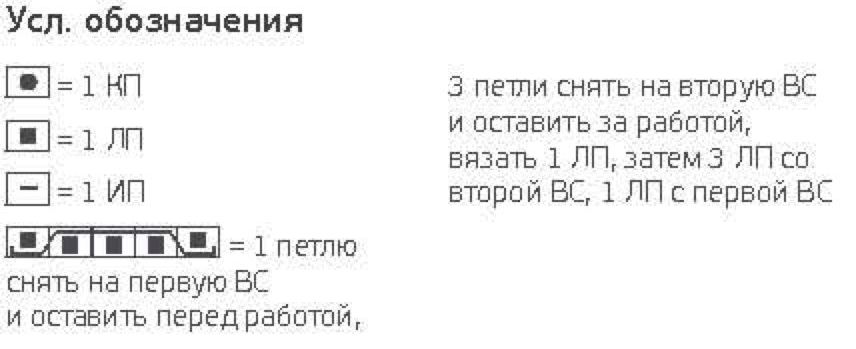 Усл. обозначения
= 1 КП
= 1 ЛП
= 1 ИП
= 1 петлю
снять на первую ВС
и оставить перед работой,
3 петли снять на вторую ВС
и оставить за работой,
вязать 1 ЛП, затем 3 ЛП со
второй ВС, 1 ЛП с первой ВС